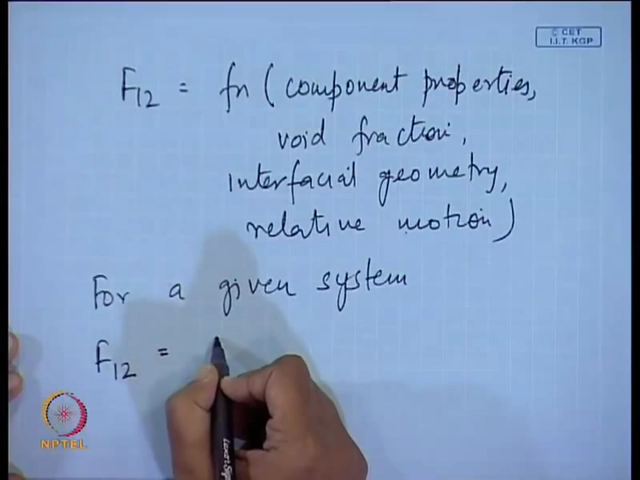 © CET
I.I.T. KGP
F12 = fn (component properties,
void fraction,
interfacial geometry,
relative motion)
For a given system
F12 =
NPTEL